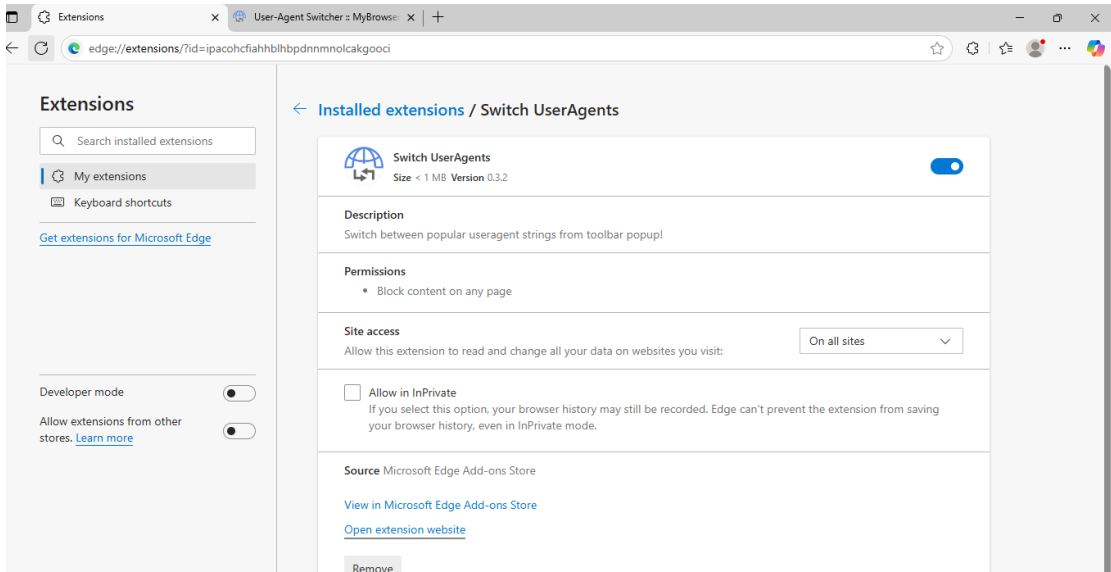 Extensions
User-Agent Switcher :: MyBrowse
edge://extensions/?id=ipacohcfiahhblhbpdnnmnolcakgooci
Extensions
Search installed extensions
My extensions
Keyboard shortcuts
Get extensions for Microsoft Edge
Developer mode
Allow extensions from other
stores. Learn more
Installed extensions / Switch UserAgents
Switch UserAgents
Size < 1 MB Version 0.3.2
Description
Switch between popular useragent strings from toolbar popup!
Permissions
• Block content on any page
Site access
Allow this extension to read and change all your data on websites you visit:
On all sites
Allow in InPrivate
If you select this option, your browser history may still be recorded. Edge can't prevent the extension from saving
your browser history, even in InPrivate mode.
Source Microsoft Edge Add-ons Store
View in Microsoft Edge Add-ons Store
Open extension website
Remove